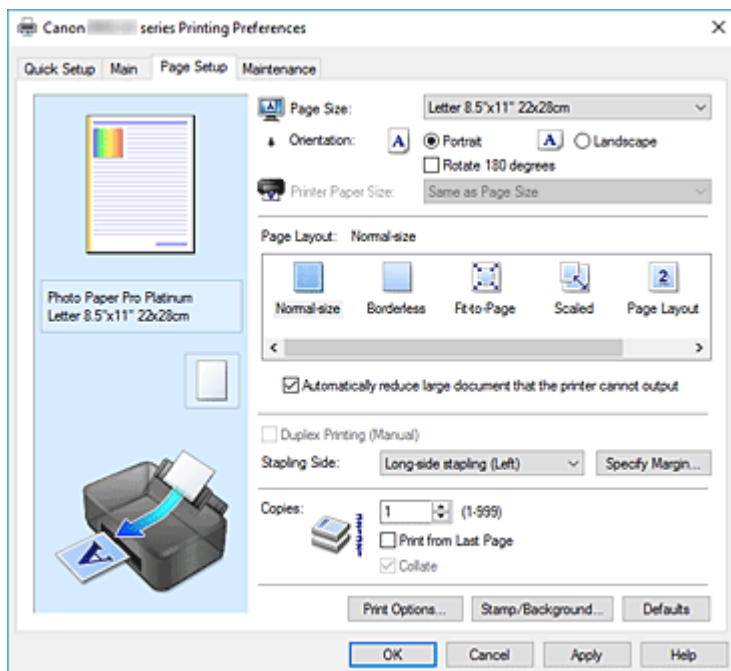 Canon series Printing Preferences
Quick Setup Main Page Setup Maintenance
Page Size: Letter 8.5"x11" 22x28cm
Orientation: A Portrait A Landscape
Rotate 180 degrees
Printer Paper Size: Same as Page Size
Page Layout: Normal-size
Normal-size Borderless Fit-to-Page Scaled 2 Page Layout
Automatically reduce large document that the printer cannot output
Photo Paper Pro Platinum
Letter 8.5"x11" 22x28cm
A
Duplex Printing (Manual)
Stapling Side: Long-side stapling (Left) Specify Margin...
Copies: 1 (1-999)
Print from Last Page
Collate
Print Options... Stamp/Background... Defaults
OK Cancel Apply Help